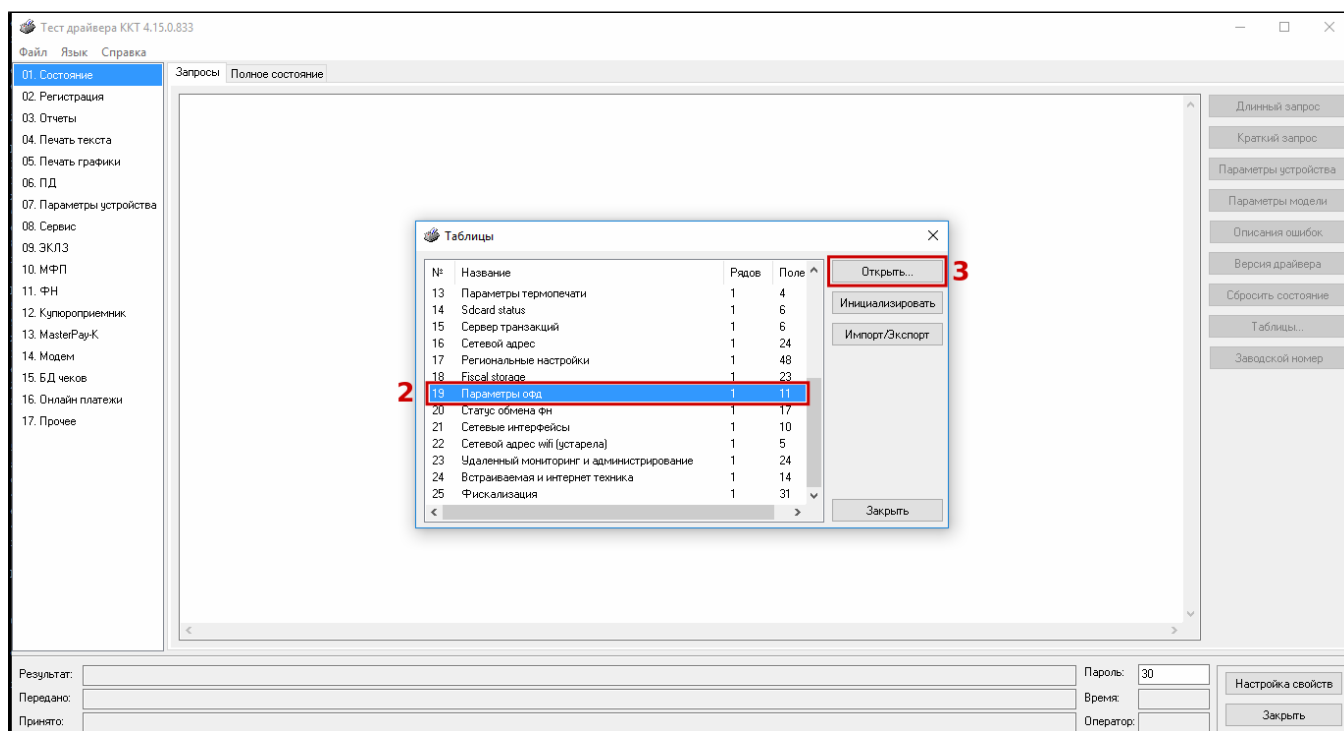 Тест драйвера ККТ 4.15.0.833
Файл Язык Справка
01. Состояние
02. Регистрация
03. Отчеты
04. Печать текста
05. Печать графики
06. ПД
07. Параметры устройства
08. Сервис
09. ЭКЛЗ
10. МФП
11. ФН
12. Купюроприемник
13. MasterPay-K
14. Модем
15. БД чеков
16. Онлайн платежи
17. Прочее
Запросы Полное состояние
Длинный запрос
Краткий запрос
Параметры устройства
Параметры модели
Описания ошибок
Версия драйвера
Сбросить состояние
Таблицы...
Заводской номер
Таблицы
№ Название Рядов Поле
13 Параметры термопечати 1 4
14 Sdcard status 1 6
15 Сервер транзакций 1 6
16 Сетевой адрес 1 24
17 Региональные настройки 1 48
18 Fiscal storage 1 23
2 19 Параметры офд 1 11
20 Статус обмена фн 1 17
21 Сетевые интерфейсы 1 10
22 Сетевой адрес wifi (устарела) 1 5
23 Удаленный мониторинг и администрирование 1 24
24 Встраиваемая и интернет техника 1 14
25 Фискализация 1 31
Открыть... 3
Инициализировать
Импорт/Экспорт
Закрыть
Результат:
Передано:
Принято:
Пароль: 30
Время:
Оператор:
Настройка свойств
Закрыть